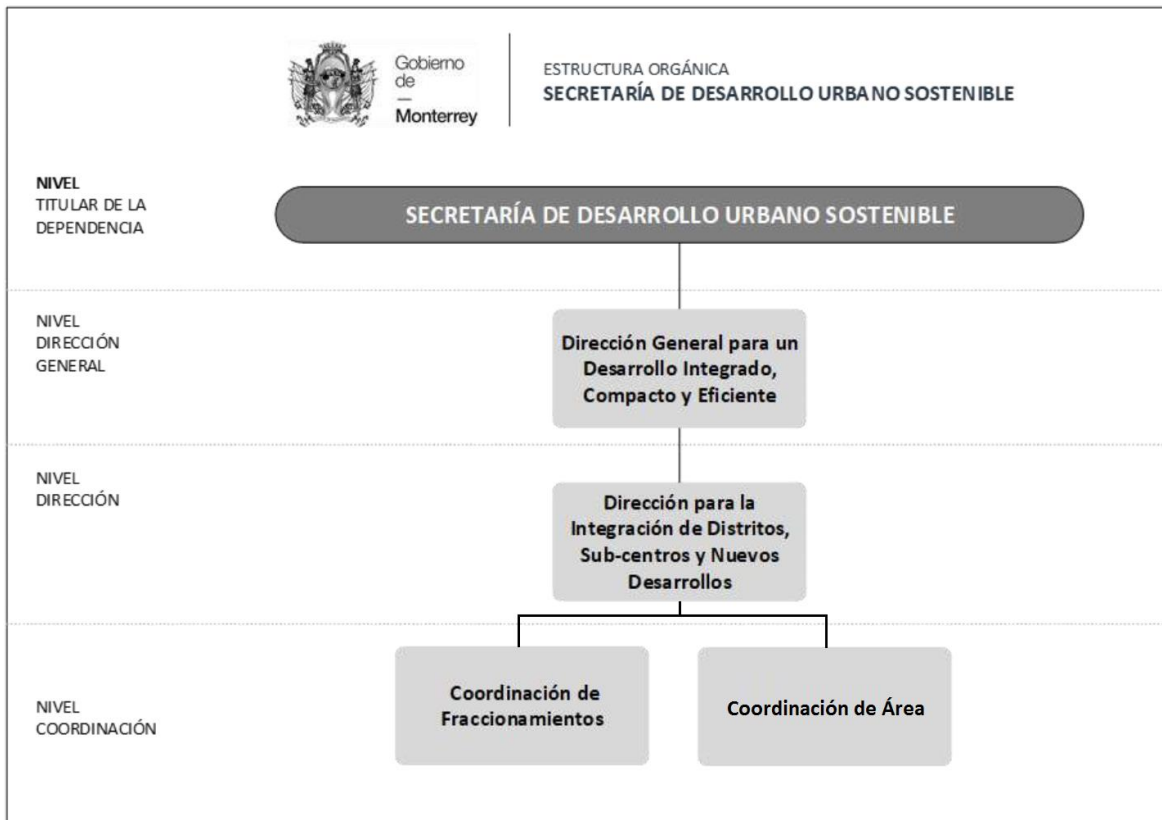 Gobierno
de
—
Monterrey
ESTRUCTURA ORGÁNICA
SECRETARÍA DE DESARROLLO URBANO SOSTENIBLE
NIVEL
TITULAR DE LA
DEPENDENCIA
SECRETARÍA DE DESARROLLO URBANO SOSTENIBLE
NIVEL
DIRECCIÓN
GENERAL
Dirección General para un
Desarrollo Integrado,
Compacto y Eficiente
NIVEL
DIRECCIÓN
Dirección para la
Integración de Distritos,
Sub-centros y Nuevos
Desarrollos
NIVEL
COORDINACIÓN
Coordinación de
Fraccionamientos
Coordinación de Área